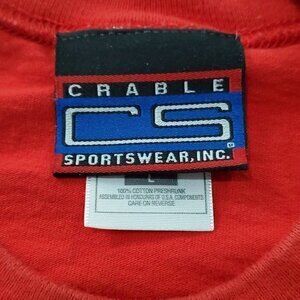 CRABLE
CS
SPORTSWEAR, INC.
®
L
100% COTTON PRESHRUNK
ASSEMBLED IN HONDURAS OF U.S.A. COMPONENTS
CARE ON REVERSE